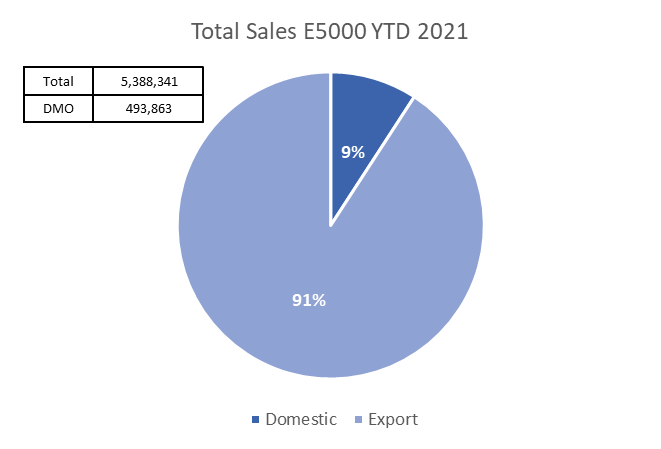 Total Sales E5000 YTD 2021
Total 5,388,341
DMO 493,863
9%
91%
Domestic Export